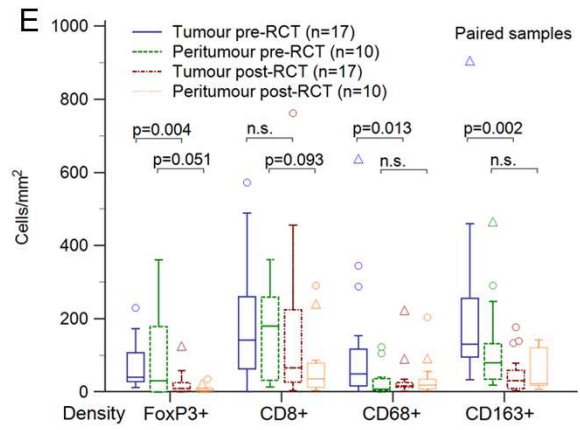 E
Tumour pre-RCT (n=17)
Peritumour pre-RCT (n=10)
Tumour post-RCT (n=17)
Peritumour post-RCT (n=10)
Paired samples
1000
800
600
400
200
0
Cells/mm²
p=0.004
p=0.051
n.s.
p=0.093
p=0.013
n.s.
p=0.002
n.s.
Density FoxP3+ CD8+ CD68+ CD163+